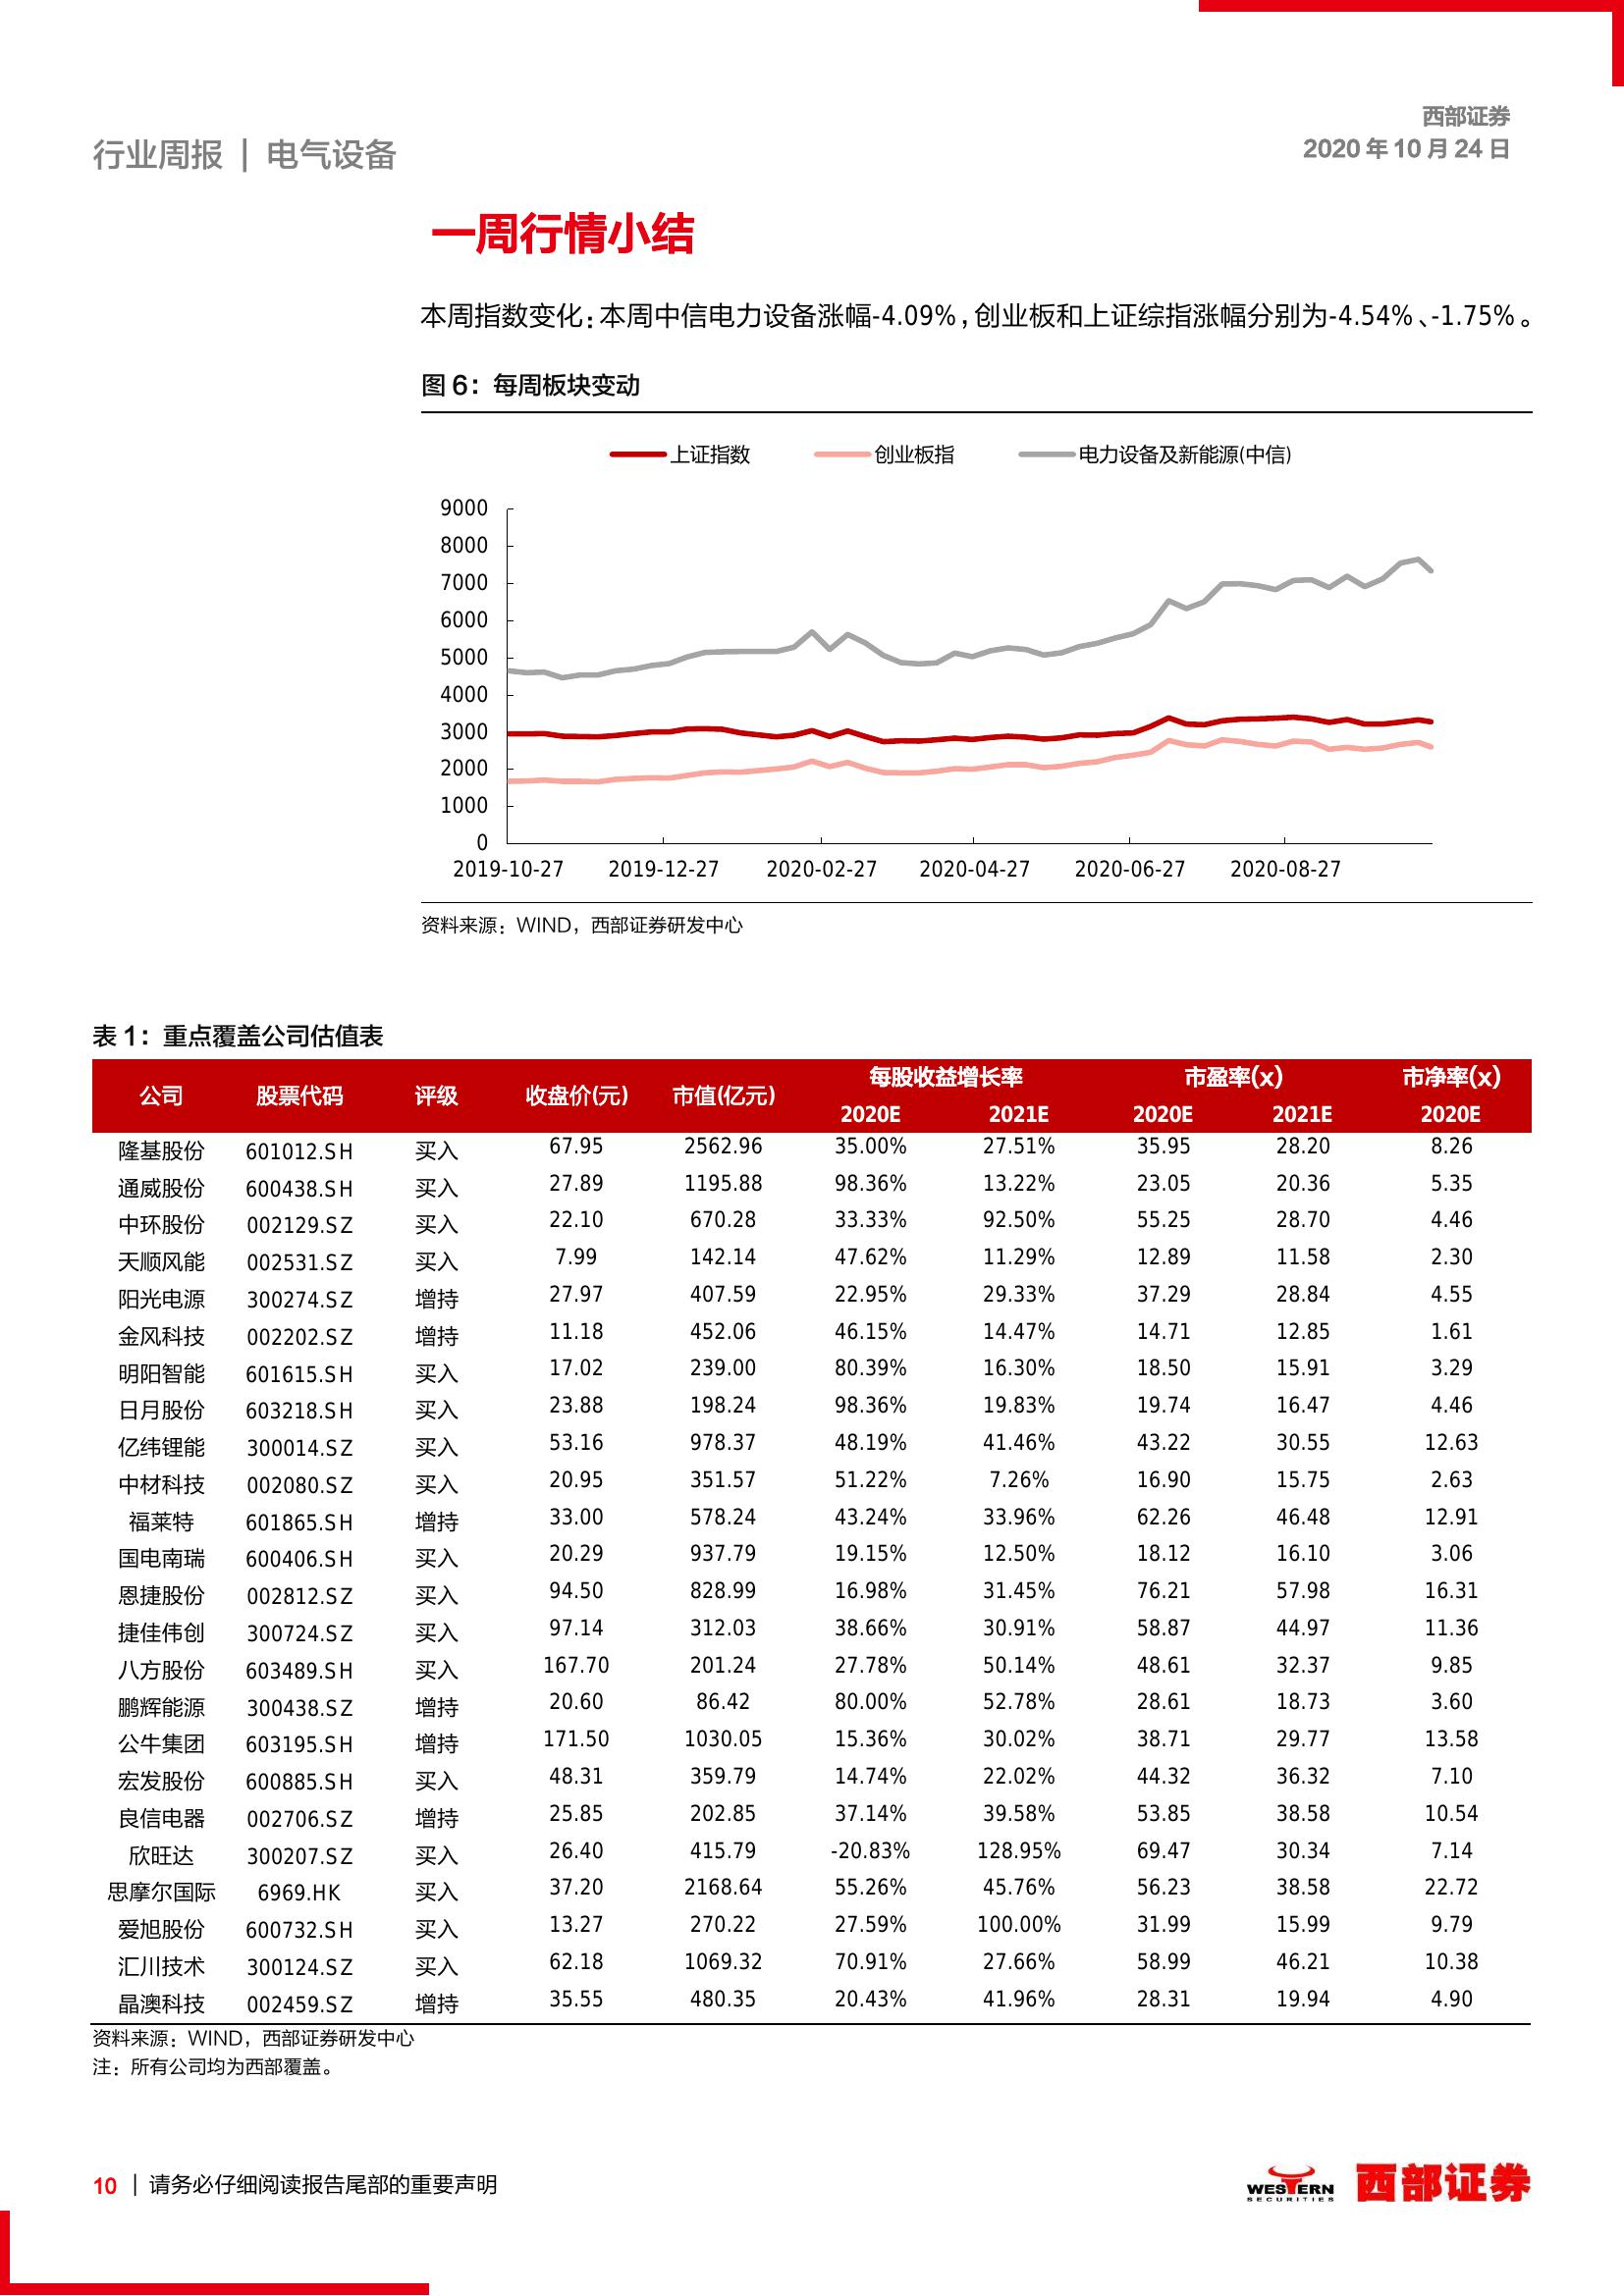 西部证券
行业周报 | 电气设备
2020 年 10 月 24 日
一周行情小结
本周指数变化：本周中信电力设备涨幅-4.09%，创业板和上证综指涨幅分别为-4.54%、-1.75%。
图 6：每周板块变动
上证指数 创业板指 电力设备及新能源(中信)
9000
8000
7000
6000
5000
4000
3000
2000
1000
0
2019-10-27 2019-12-27 2020-02-27 2020-04-27 2020-06-27 2020-08-27
资料来源：WIND，西部证券研发中心
表 1：重点覆盖公司估值表
公司 股票代码 评级 收盘价(元) 市值(亿元) 每股收益增长率 市盈率(x) 市净率(x)
2020E 2021E 2020E 2021E 2020E
隆基股份 601012.SH 买入 67.95 2562.96 35.00% 27.51% 35.95 28.20 8.26
通威股份 600438.SH 买入 27.89 1195.88 98.36% 13.22% 23.05 20.36 5.35
中环股份 002129.SZ 买入 22.10 670.28 33.33% 92.50% 55.25 28.70 4.46
天顺风能 002531.SZ 买入 7.99 142.14 47.62% 11.29% 12.89 11.58 2.30
阳光电源 300274.SZ 增持 27.97 407.59 22.95% 29.33% 37.29 28.84 4.55
金风科技 002202.SZ 增持 11.18 452.06 46.15% 14.47% 14.71 12.85 1.61
明阳智能 601615.SH 买入 17.02 239.00 80.39% 16.30% 18.50 15.91 3.29
日月股份 603218.SH 买入 23.88 198.24 98.36% 19.83% 19.74 16.47 4.46
亿纬锂能 300014.SZ 买入 53.16 978.37 48.19% 41.46% 43.22 30.55 12.63
中材科技 002080.SZ 买入 20.95 351.57 51.22% 7.26% 16.90 15.75 2.63
福莱特 601865.SH 增持 33.00 578.24 43.24% 33.96% 62.26 46.48 12.91
国电南瑞 600406.SH 买入 20.29 937.79 19.15% 12.50% 18.12 16.10 3.06
恩捷股份 002812.SZ 买入 94.50 828.99 16.98% 31.45% 76.21 57.98 16.31
捷佳伟创 300724.SZ 买入 97.14 312.03 38.66% 30.91% 58.87 44.97 11.36
八方股份 603489.SH 买入 167.70 201.24 27.78% 50.14% 48.61 32.37 9.85
鹏辉能源 300438.SZ 增持 20.60 86.42 80.00% 52.78% 28.61 18.73 3.60
公牛集团 603195.SH 增持 171.50 1030.05 15.36% 30.02% 38.71 29.77 13.58
宏发股份 600885.SH 买入 48.31 359.79 14.74% 22.02% 44.32 36.32 7.10
良信电器 002706.SZ 增持 25.85 202.85 37.14% 39.58% 53.85 38.58 10.54
欣旺达 300207.SZ 买入 26.40 415.79 -20.83% 128.95% 69.47 30.34 7.14
思摩尔国际 6969.HK 买入 37.20 2168.64 55.26% 45.76% 56.23 38.58 22.72
爱旭股份 600732.SH 买入 13.27 270.22 27.59% 100.00% 31.99 15.99 9.79
汇川技术 300124.SZ 买入 62.18 1069.32 70.91% 27.66% 58.99 46.21 10.38
晶澳科技 002459.SZ 增持 35.55 480.35 20.43% 41.96% 28.31 19.94 4.90
资料来源：WIND，西部证券研发中心
注：所有公司均为西部覆盖。
10 | 请务必仔细阅读报告尾部的重要声明
WESTERN
SECURITIES
西部证券